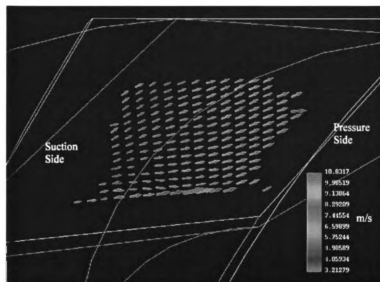 Suction
Side
Pressure
Side
10.0317
9.98519
9.13864
8.29209
7.44554
6.59899
5.75244
4.90589
4.05934
3.21279
m/s